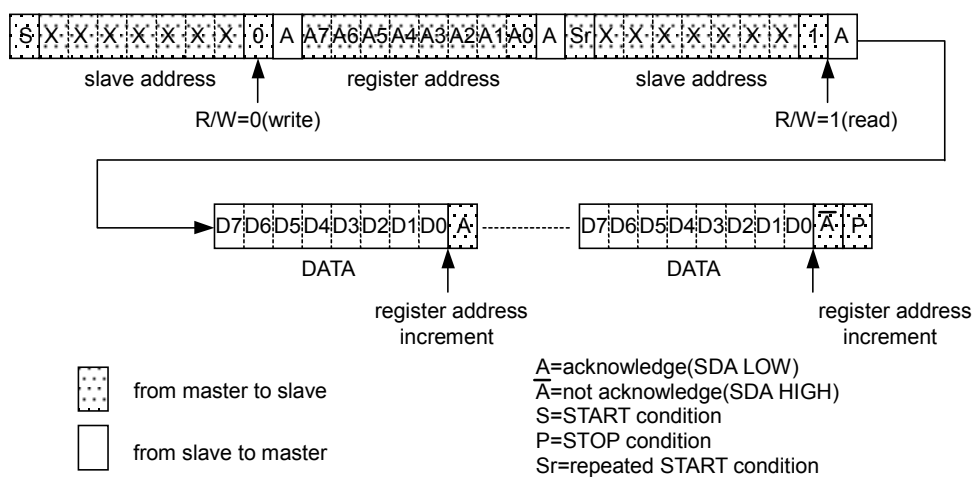 S X X X X X X X 0 A A7 A6 A5 A4 A3 A2 A1 A0 A Sr X X X X X X X 1 A
slave address register address slave address
R/W=0(write) R/W=1(read)
D7 D6 D5 D4 D3 D2 D1 D0 A D7 D6 D5 D4 D3 D2 D1 D0 A̅ P
DATA DATA
register address register address
increment increment
from master to slave
from slave to master
A=acknowledge(SDA LOW)
A̅=not acknowledge(SDA HIGH)
S=START condition
P=STOP condition
Sr=repeated START condition